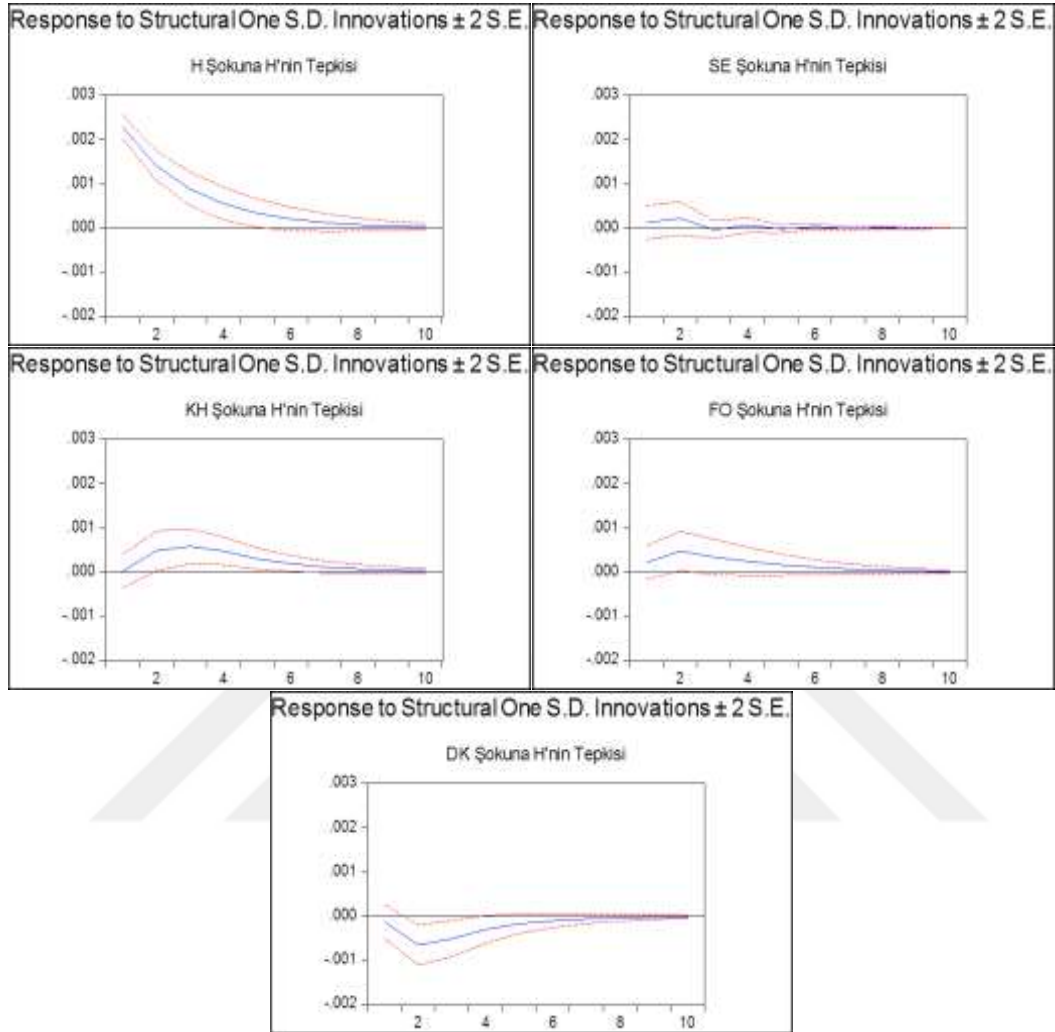 Response to Structural One S.D. Innovations ± 2 S.E.
H Şokuna H'nin Tepkisi
.003
.002
.001
.000
-.001
-.002
2 4 6 8 10
Response to Structural One S.D. Innovations ± 2 S.E.
SE Şokuna H'nin Tepkisi
.003
.002
.001
.000
-.001
-.002
2 4 6 8 10
Response to Structural One S.D. Innovations ± 2 S.E.
KH Şokuna H'nin Tepkisi
.003
.002
.001
.000
-.001
-.002
2 4 6 8 10
Response to Structural One S.D. Innovations ± 2 S.E.
FO Şokuna H'nin Tepkisi
.003
.002
.001
.000
-.001
-.002
2 4 6 8 10
Response to Structural One S.D. Innovations ± 2 S.E.
DK Şokuna H'nin Tepkisi
.003
.002
.001
.000
-.001
-.002
2 4 6 8 10